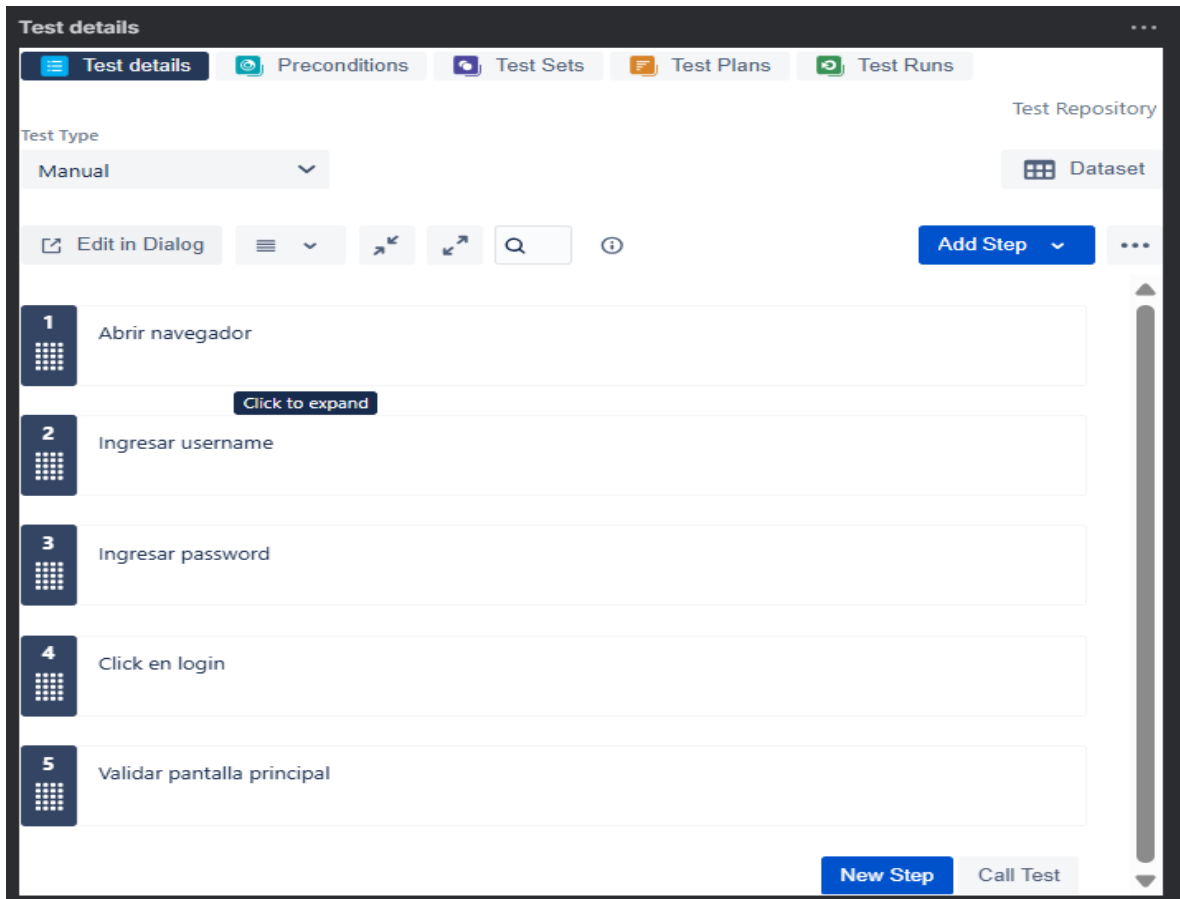 Test details
Test details Preconditions Test Sets Test Plans Test Runs
Test Repository
Test Type
Manual
Dataset
Edit in Dialog
Add Step
1
Abrir navegador
Click to expand
2
Ingresar username
3
Ingresar password
4
Click en login
5
Validar pantalla principal
New Step Call Test